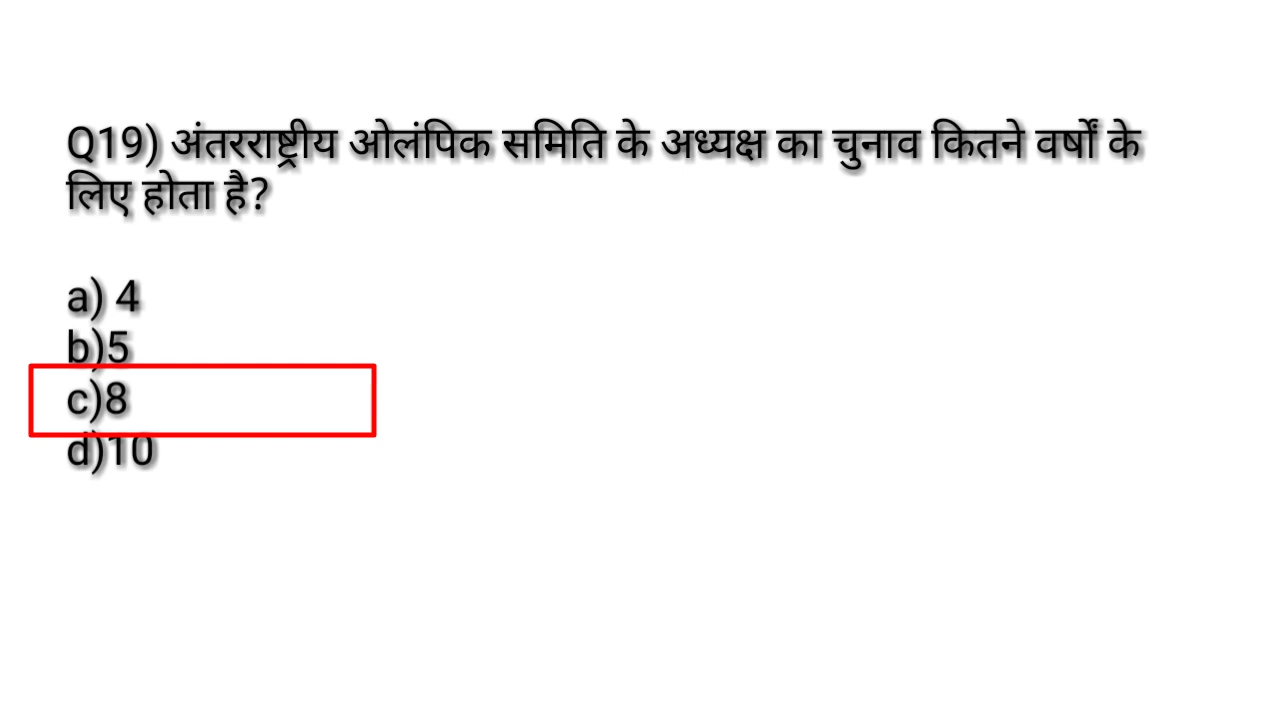 Q19) अंतरराष्ट्रीय ओलंपिक समिति के अध्यक्ष का चुनाव कितने वर्षों के
लिए होता है?
a) 4
b)5
c)8
d)10